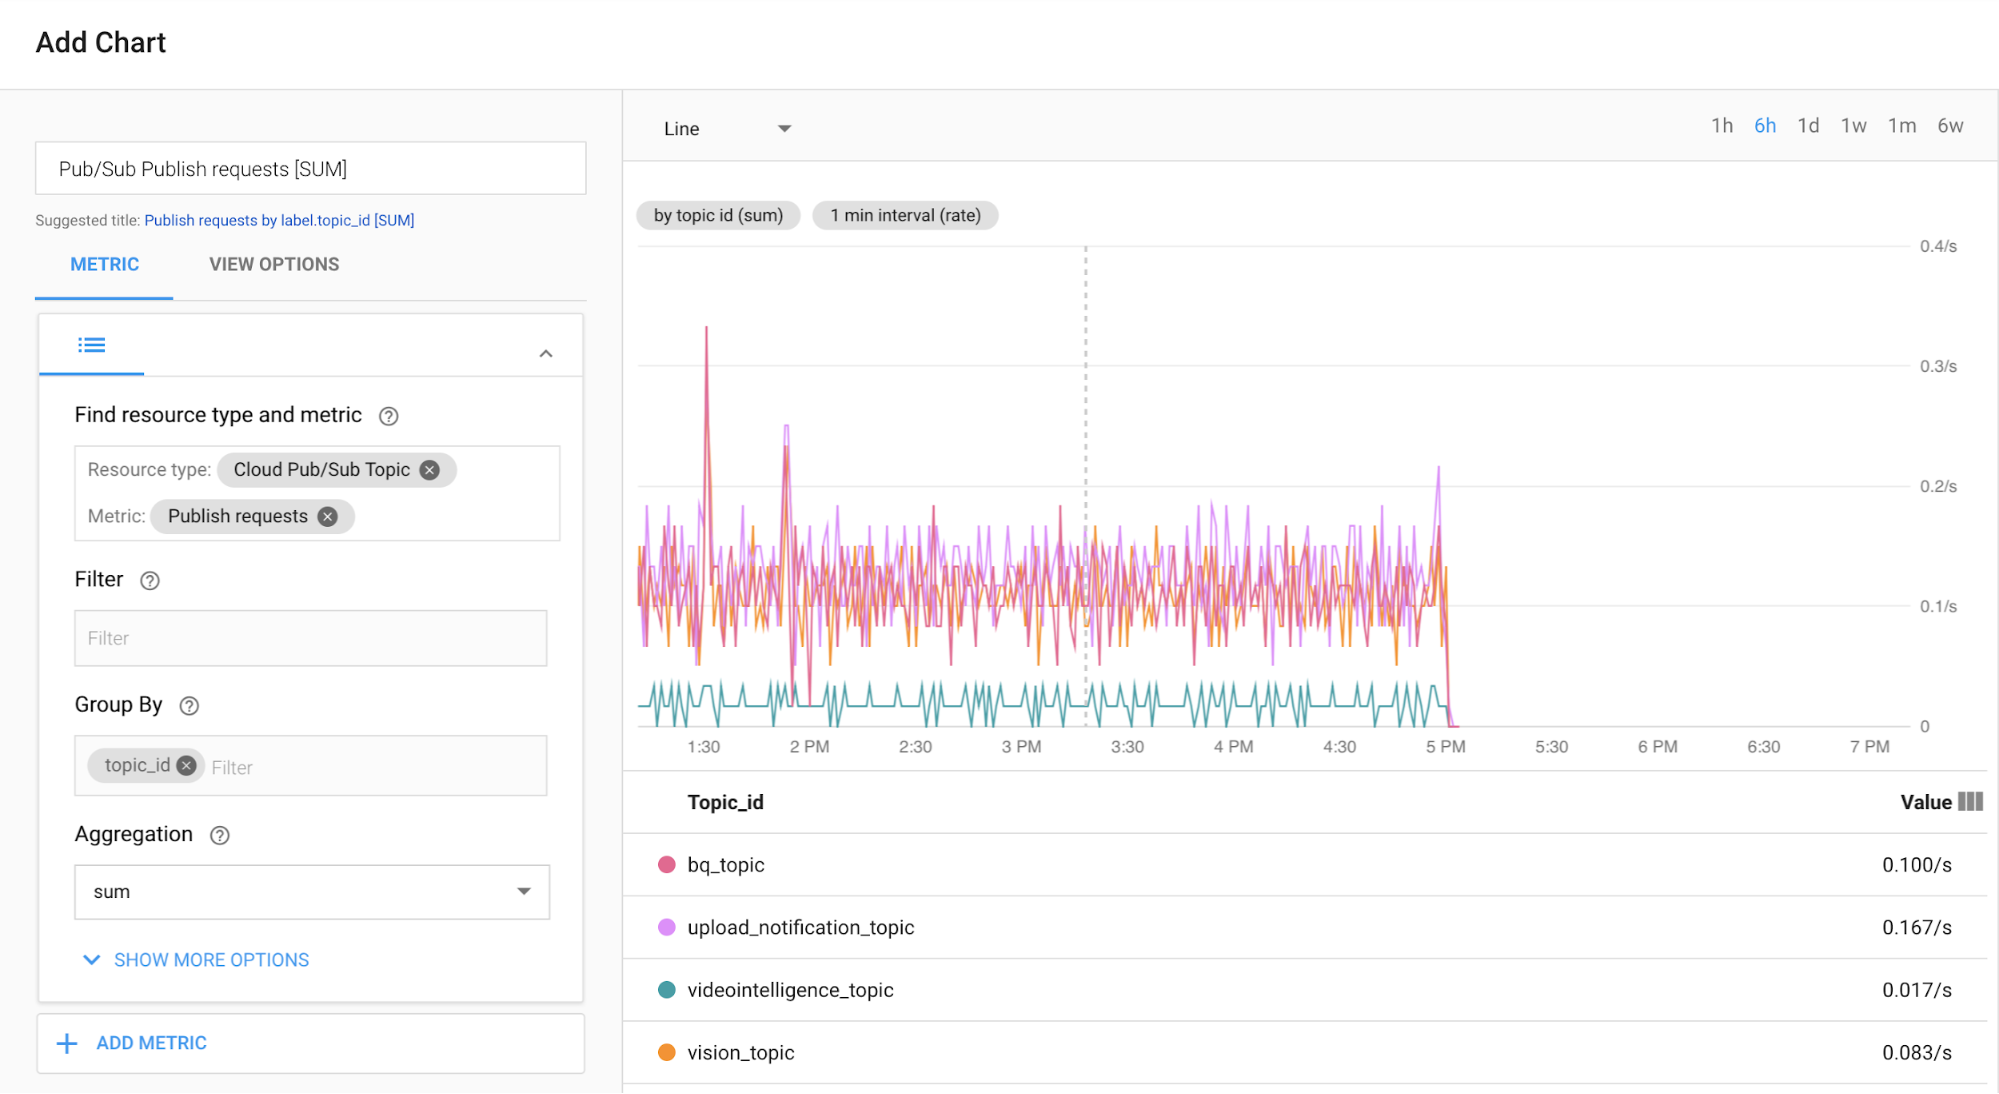 Add Chart
Pub/Sub Publish requests [SUM]
Suggested title: Publish requests by label.topic_id [SUM]
METRIC VIEW OPTIONS
Find resource type and metric ?
Resource type: Cloud Pub/Sub Topic
Metric: Publish requests
Filter ?
Filter
Group By ?
topic_id Filter
Aggregation ?
sum
SHOW MORE OPTIONS
+ ADD METRIC
Line
1h 6h 1d 1w 1m 6w
by topic id (sum) 1 min interval (rate)
0.4/s
0.3/s
0.2/s
0.1/s
0
1:30 2 PM 2:30 3 PM 3:30 4 PM 4:30 5 PM 5:30 6 PM 6:30 7 PM
Topic_id Value
bq_topic 0.100/s
upload_notification_topic 0.167/s
videointelligence_topic 0.017/s
vision_topic 0.083/s